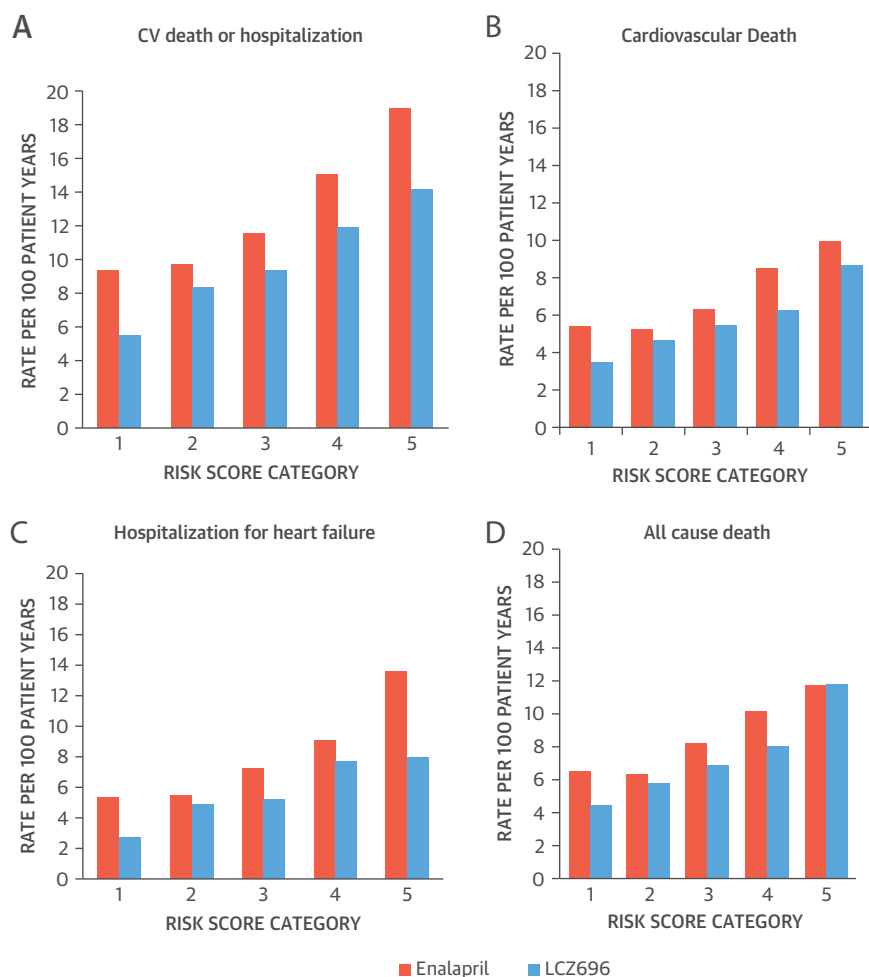 A
CV death or hospitalization
RATE PER 100 PATIENT YEARS
20
18
16
14
12
10
8
6
4
2
0
1 2 3 4 5
RISK SCORE CATEGORY
B
Cardiovascular Death
RATE PER 100 PATIENT YEARS
20
18
16
14
12
10
8
6
4
2
0
1 2 3 4 5
RISK SCORE CATEGORY
C
Hospitalization for heart failure
RATE PER 100 PATIENT YEARS
20
18
16
14
12
10
8
6
4
2
0
1 2 3 4 5
RISK SCORE CATEGORY
D
All cause death
RATE PER 100 PATIENT YEARS
20
18
16
14
12
10
8
6
4
2
0
1 2 3 4 5
RISK SCORE CATEGORY
Enalapril LCZ696